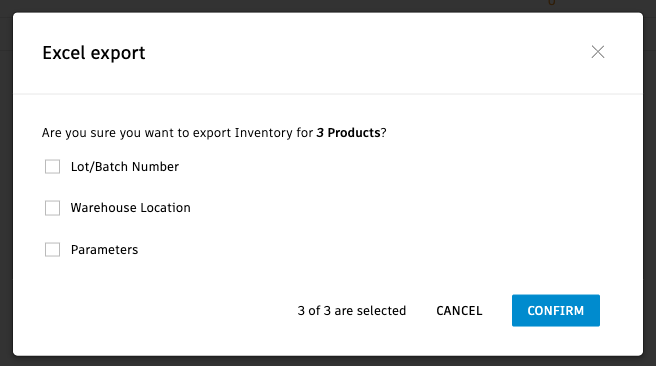 Excel export
Are you sure you want to export Inventory for 3 Products?
Lot/Batch Number
Warehouse Location
Parameters
3 of 3 are selected CANCEL CONFIRM